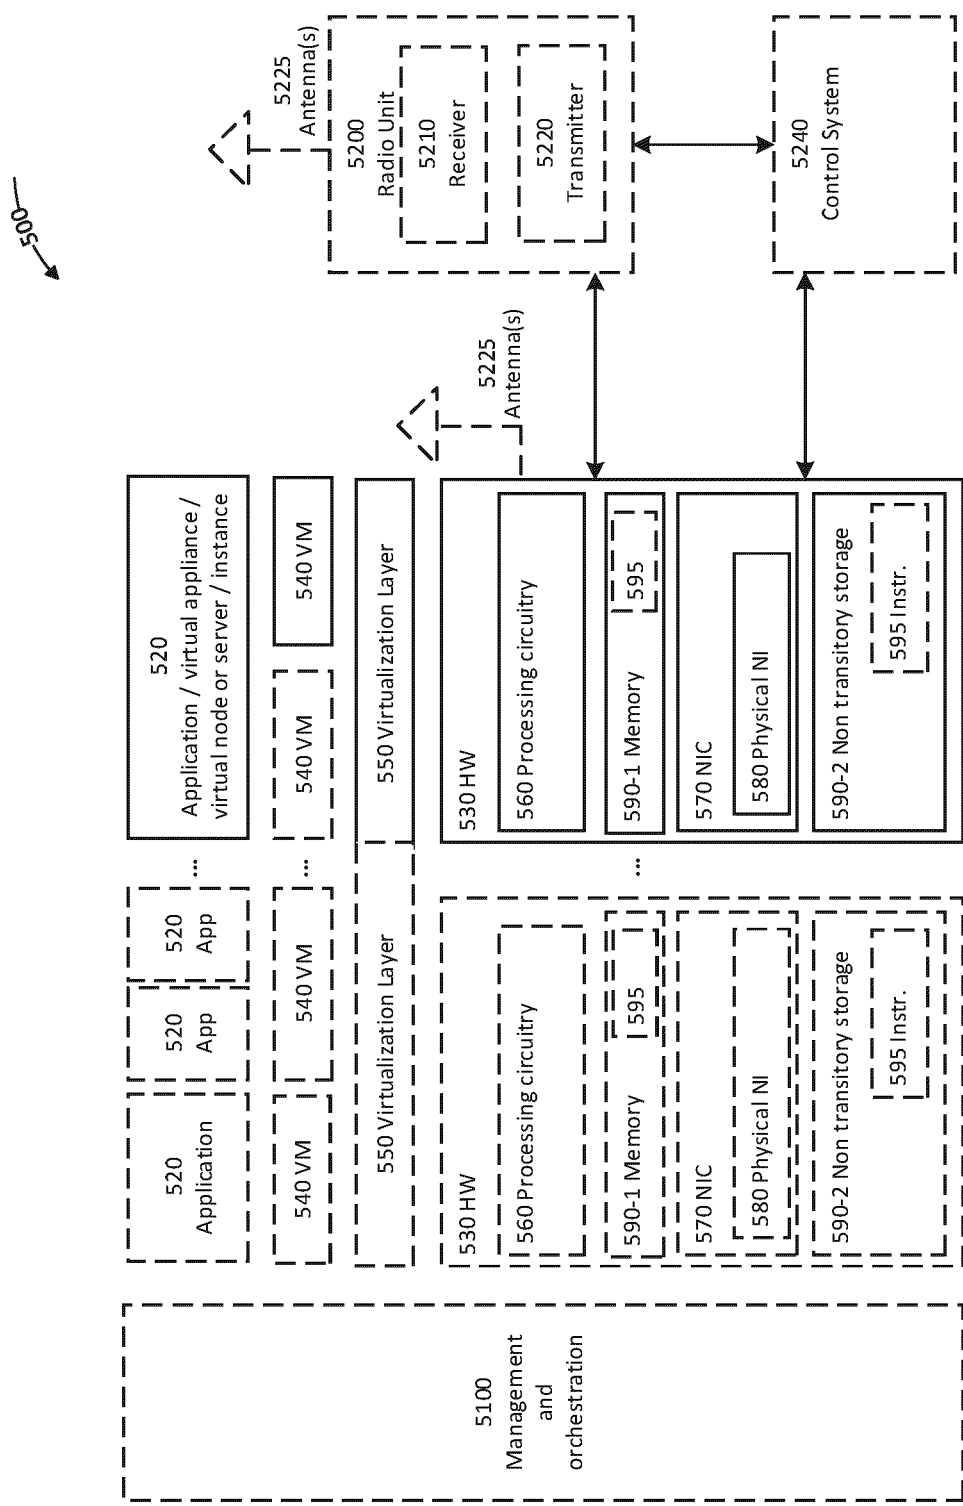 500
5100
Management
and
orchestration
520
Application
520
App
520
App
...
520
Application / virtual appliance /
virtual node or server / instance
540 VM
540 VM
...
540 VM
540 VM
550 Virtualization Layer
550 Virtualization Layer
530 HW
560 Processing circuitry
590-1 Memory
595
570 NIC
580 Physical NI
590-2 Non transitory storage
595 Instr.
...
530 HW
560 Processing circuitry
590-1 Memory
595
570 NIC
580 Physical NI
590-2 Non transitory storage
595 Instr.
5225
Antenna(s)
5225
Antenna(s)
5200
Radio Unit
5210
Receiver
5220
Transmitter
5240
Control System